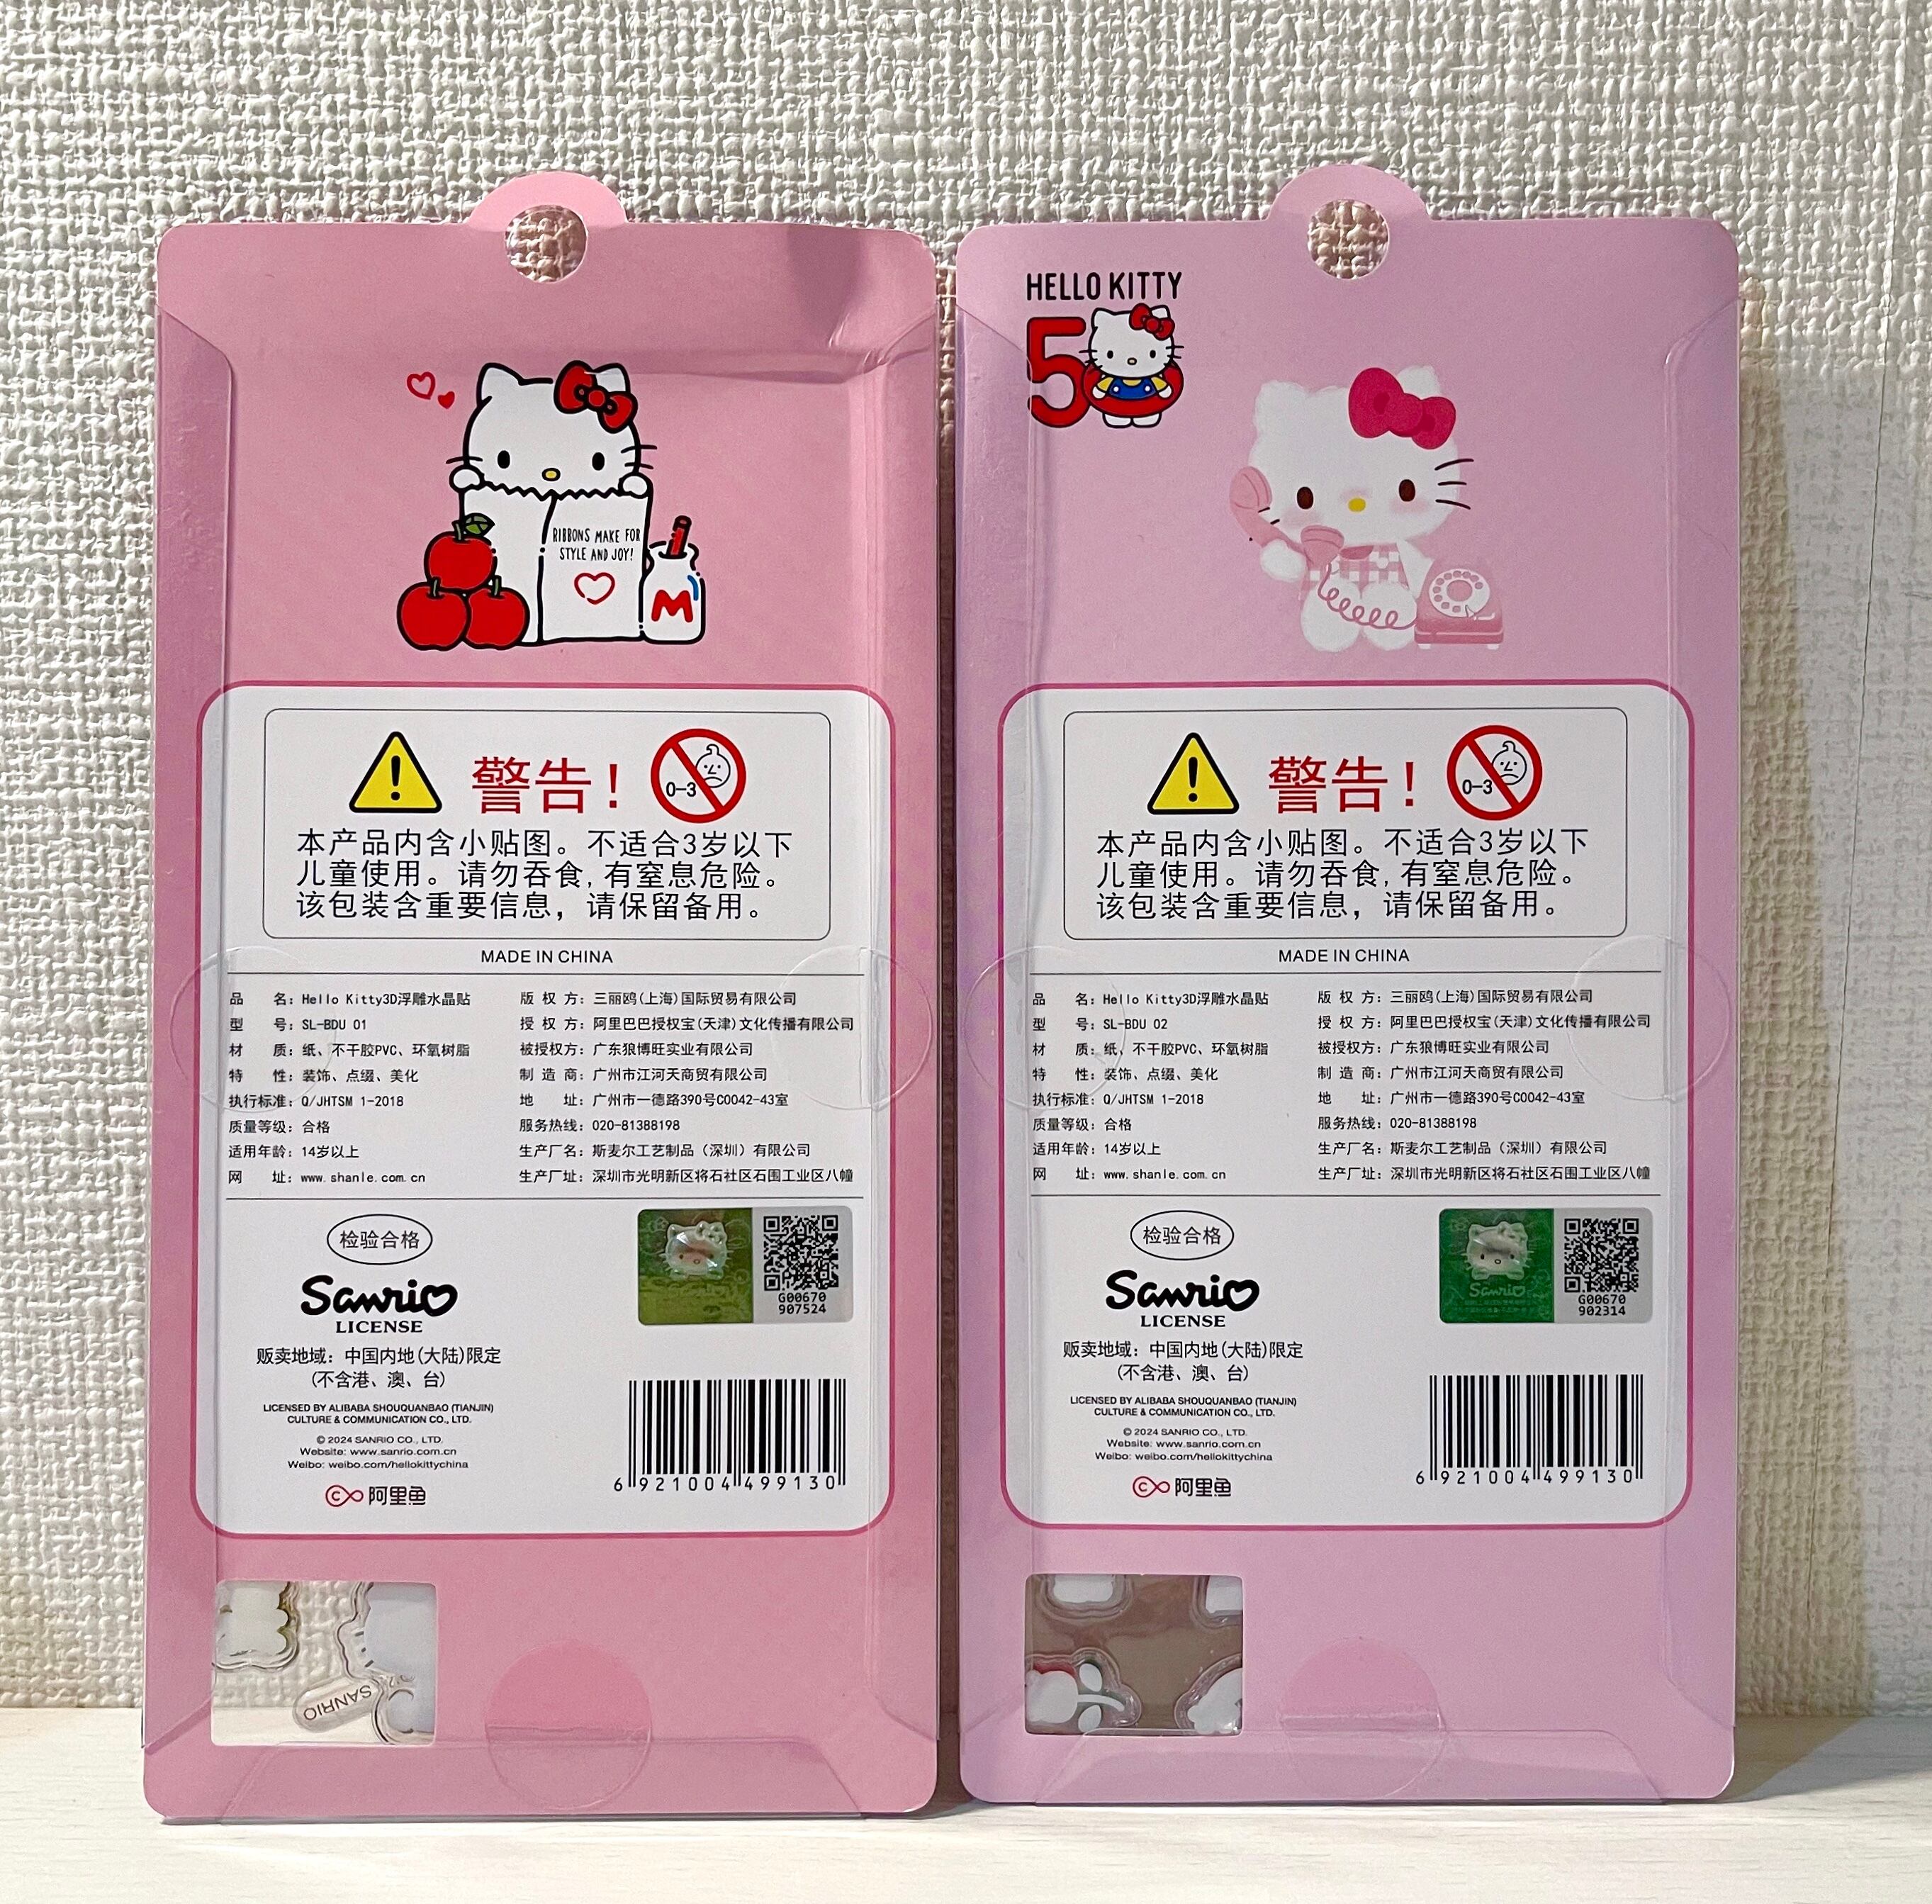 RIBBONS MAKE FOR
STYLE AND JOY!
M
警告!
0-3
本产品内含小贴图。不适合3岁以下
儿童使用。请勿吞食,有窒息危险。
该包装含重要信息，请保留备用。
MADE IN CHINA
品 名: Hello Kitty3D浮雕水晶贴
型 号: SL-BDU 01
材 质: 纸、不干胶PVC、环氧树脂
特 性: 装饰、点缀、美化
执行标准: Q/JHTSM 1-2018
质量等级: 合格
适用年龄: 14岁以上
网 址: www.shanle.com.cn
版 权 方: 三丽鸥(上海)国际贸易有限公司
授 权 方: 阿里巴巴授权宝(天津)文化传播有限公司
被授权方: 广东狼博旺实业有限公司
制 造 商: 广州市江河天商贸有限公司
地 址: 广州市一德路390号C0042-43室
服务热线: 020-81388198
生产厂名: 斯麦尔工艺制品（深圳）有限公司
生产厂址: 深圳市光明新区将石社区石围工业区八幢
检验合格
Sanrio
LICENSE
贩卖地域: 中国内地(大陆)限定
(不含港、澳、台)
LICENSED BY ALIBABA SHOUQUANBAO (TIANJIN)
CULTURE & COMMUNICATION CO., LTD.
© 2024 SANRIO CO., LTD.
Website: www.sanrio.com.cn
Weibo: weibo.com/hellokittychina
阿里鱼
G00670
907524
6 921004 499130
SANRIO
HELLO KITTY
50
警告!
0-3
本产品内含小贴图。不适合3岁以下
儿童使用。请勿吞食,有窒息危险。
该包装含重要信息，请保留备用。
MADE IN CHINA
品 名: Hello Kitty3D浮雕水晶贴
型 号: SL-BDU 02
材 质: 纸、不干胶PVC、环氧树脂
特 性: 装饰、点缀、美化
执行标准: Q/JHTSM 1-2018
质量等级: 合格
适用年龄: 14岁以上
网 址: www.shanle.com.cn
版 权 方: 三丽鸥(上海)国际贸易有限公司
授 权 方: 阿里巴巴授权宝(天津)文化传播有限公司
被授权方: 广东狼博旺实业有限公司
制 造 商: 广州市江河天商贸有限公司
地 址: 广州市一德路390号C0042-43室
服务热线: 020-81388198
生产厂名: 斯麦尔工艺制品（深圳）有限公司
生产厂址: 深圳市光明新区将石社区石围工业区八幢
检验合格
Sanrio
LICENSE
贩卖地域: 中国内地(大陆)限定
(不含港、澳、台)
LICENSED BY ALIBABA SHOUQUANBAO (TIANJIN)
CULTURE & COMMUNICATION CO., LTD.
© 2024 SANRIO CO., LTD.
Website: www.sanrio.com.cn
Weibo: weibo.com/hellokittychina
阿里鱼
Sanrio
G00670
902314
6 921004 499130